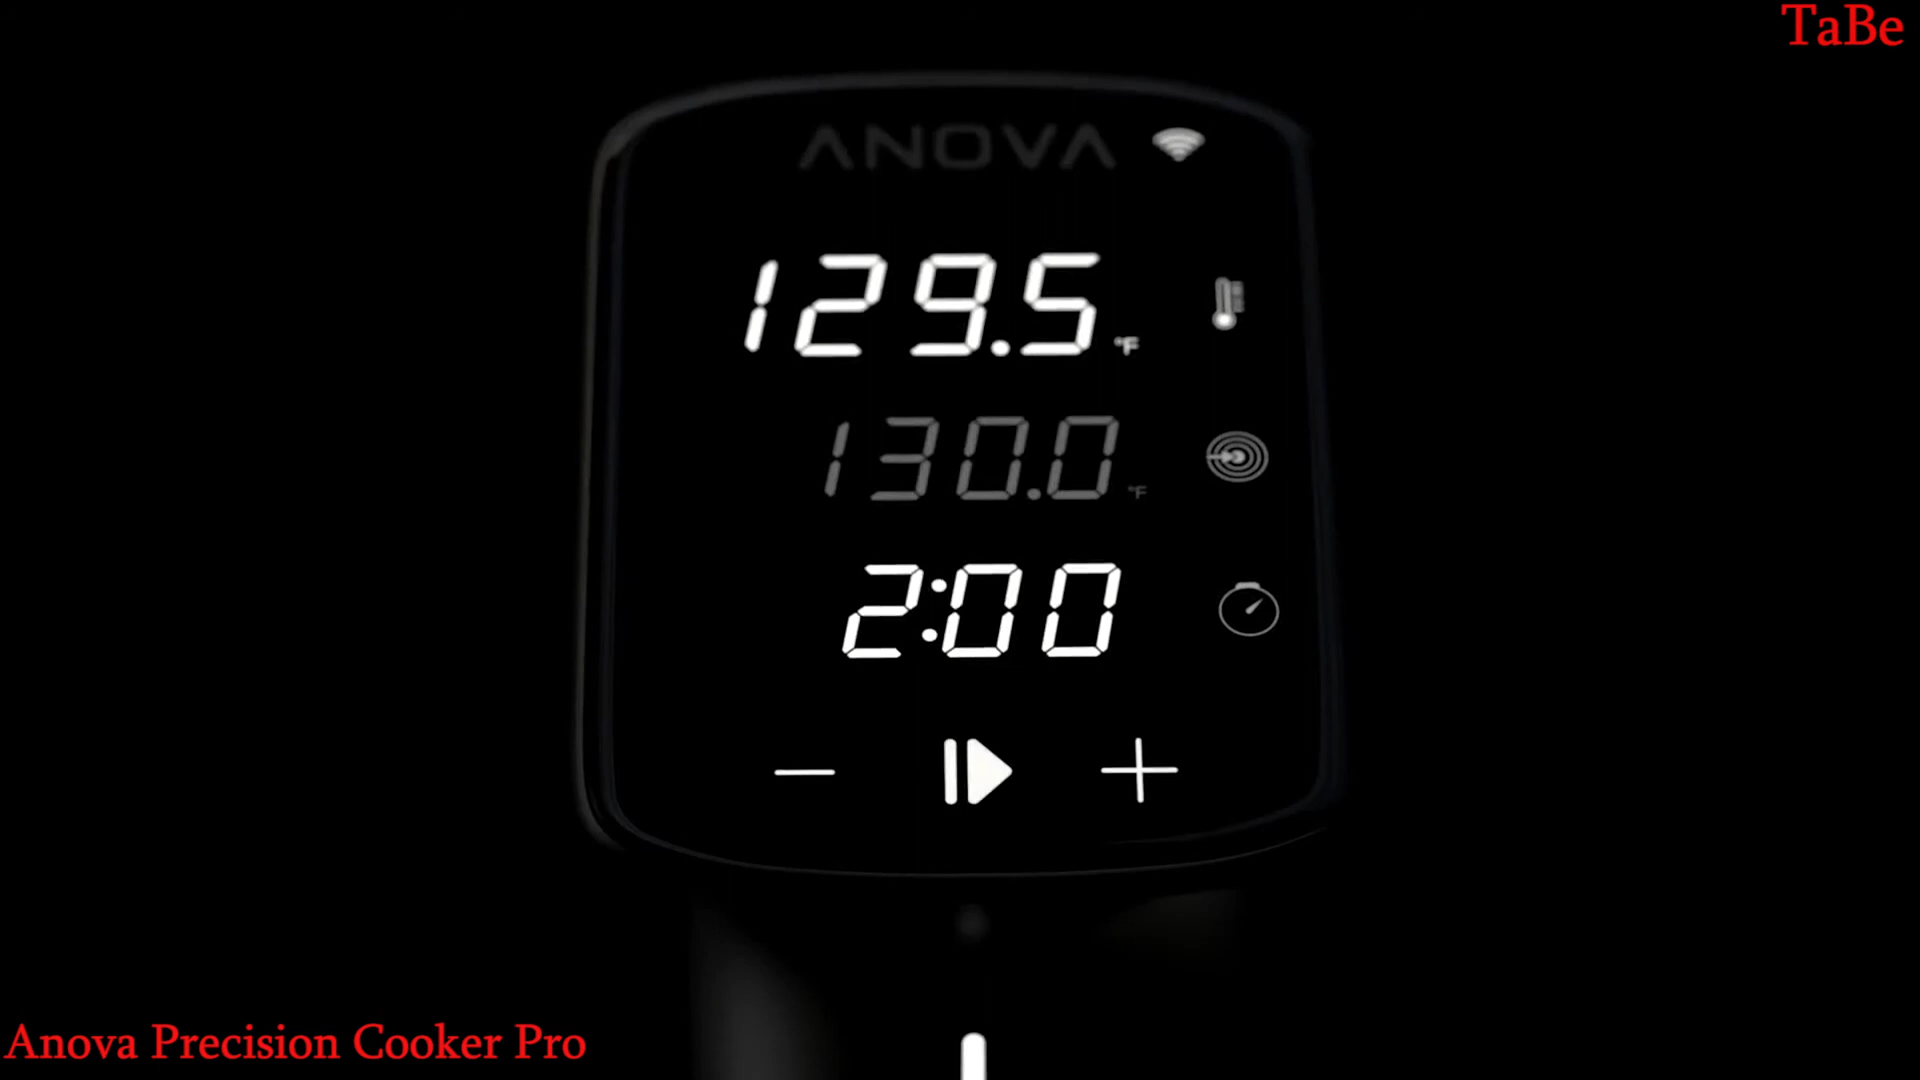 TaBe
ANOVA
129.5 °F
130.0 °F
2:00
Anova Precision Cooker Pro